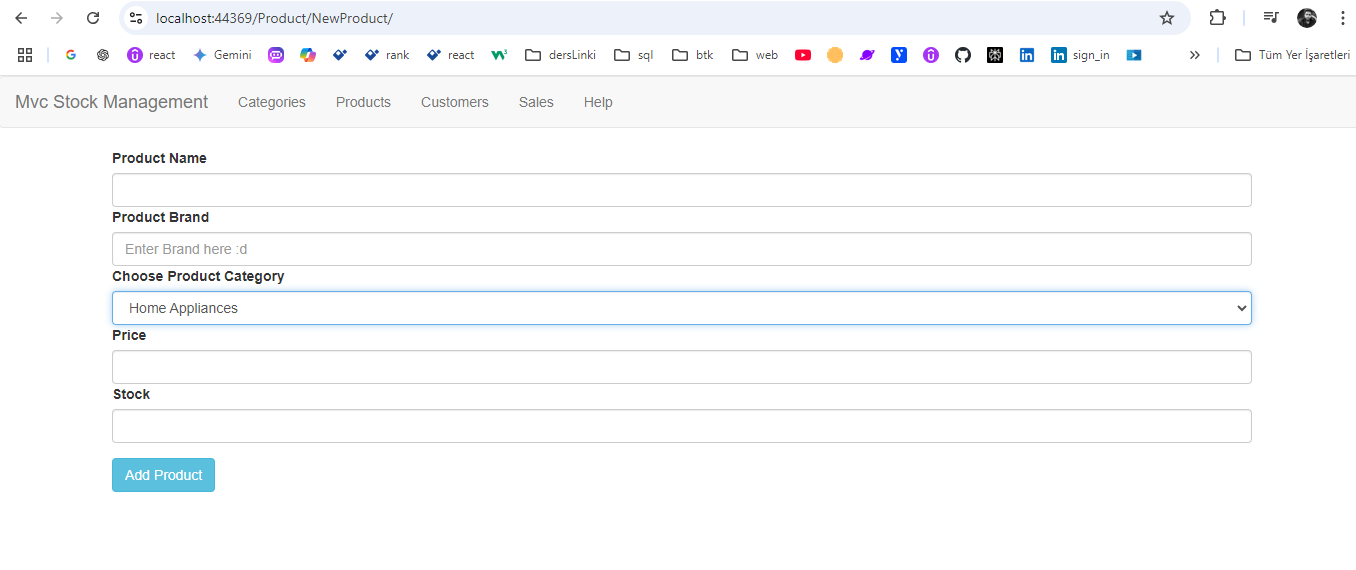 localhost:44369/Product/NewProduct/
react Gemini rank react dersLinki sql btk web sign_in Tüm Yer İşaretleri
Mvc Stock Management Categories Products Customers Sales Help
Product Name
Product Brand
Enter Brand here :d
Choose Product Category
Home Appliances
Price
Stock
Add Product